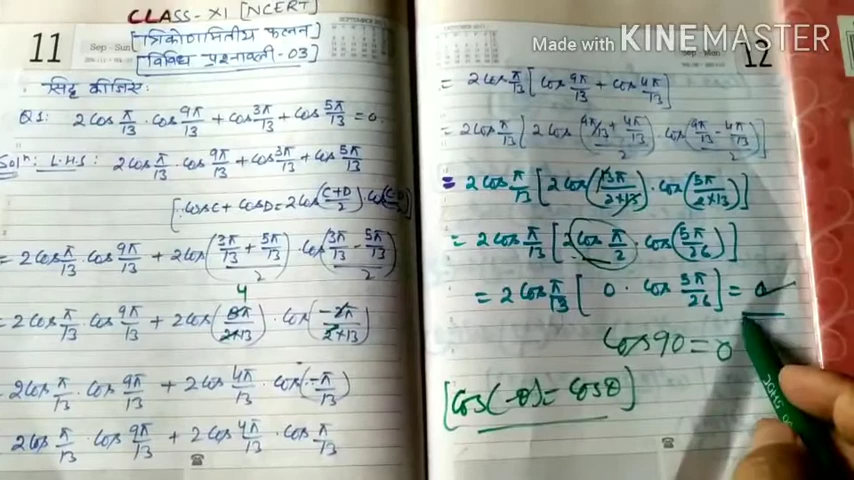 CLASS-XI [NCERT]
[त्रिकोणमितीय फलन]
[विविध प्रश्नावली-03]
11
Sep - Sun
सिद्ध कीजिए:
Q1: 2cos π/13 · cos 9π/13 + cos 3π/13 + cos 5π/13 = 0
Solⁿ: L.H.S: 2cos π/13 · cos 9π/13 + cos 3π/13 + cos 5π/13
[∵ cosC + cosD = 2cos((C+D)/2) · cos((C-D)/2)]
= 2cos π/13 · cos 9π/13 + 2cos((3π/13 + 5π/13)/2) · cos((3π/13 - 5π/13)/2)
4
= 2cos π/13 · cos 9π/13 + 2cos(8π/(2×13)) · cos(-2π/(2×13))
= 2cos π/13 · cos 9π/13 + 2cos 4π/13 · cos(-π/13)
2cos π/13 · cos 9π/13 + 2cos 4π/13 · cos π/13
Made with KINEMASTER
Sep Mon
12
= 2cos π/13 [cos 9π/13 + cos 4π/13]
= 2cos π/13 [2cos((9π/13 + 4π/13)/2) · cos((9π/13 - 4π/13)/2)]
= 2cos π/13 [2cos(13π/(2×13)) · cos(5π/(2×13))]
= 2cos π/13 [2cos π/2 · cos(5π/26)]
= 2cos π/13 [0 · cos 5π/26] = 0
cos90 = 0
[cos(-θ) = cosθ]